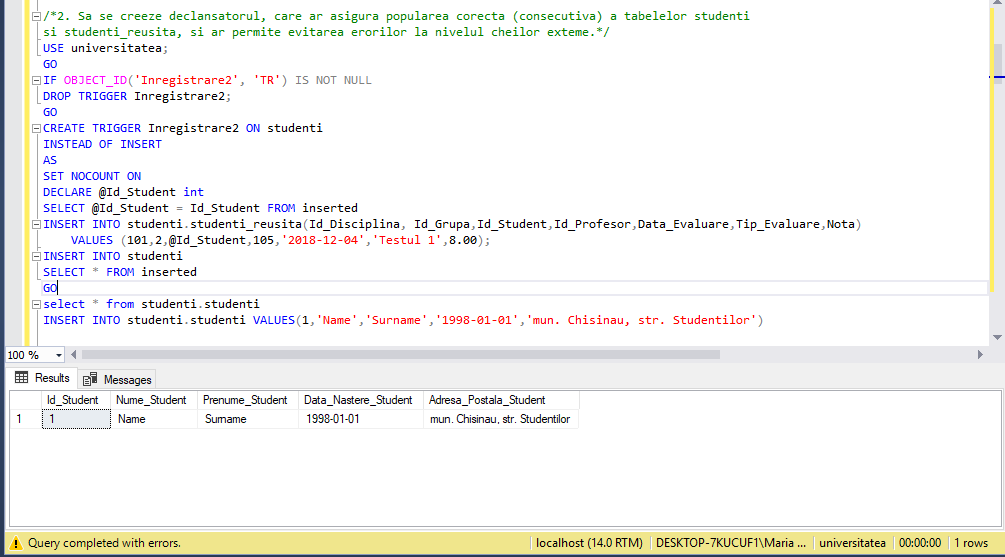 /*2. Sa se creeze declansatorul, care ar asigura popularea corecta (consecutiva) a tabelelor studenti
si studenti_reusita, si ar permite evitarea erorilor la nivelul cheilor exteme.*/
USE universitatea;
GO
IF OBJECT_ID('Inregistrare2', 'TR') IS NOT NULL
DROP TRIGGER Inregistrare2;
GO
CREATE TRIGGER Inregistrare2 ON studenti
INSTEAD OF INSERT
AS
SET NOCOUNT ON
DECLARE @Id_Student int
SELECT @Id_Student = Id_Student FROM inserted
INSERT INTO studenti.studenti_reusita(Id_Disciplina, Id_Grupa,Id_Student,Id_Profesor,Data_Evaluare,Tip_Evaluare,Nota)
VALUES (101,2,@Id_Student,105,'2018-12-04','Testul 1',8.00);
INSERT INTO studenti
SELECT * FROM inserted
GO
select * from studenti.studenti
INSERT INTO studenti.studenti VALUES(1,'Name','Surname','1998-01-01','mun. Chisinau, str. Studentilor')
100 %
Results Messages
Id_Student Nume_Student Prenume_Student Data_Nastere_Student Adresa_Postala_Student
1 1 Name Surname 1998-01-01 mun. Chisinau, str. Studentilor
Query completed with errors. localhost (14.0 RTM) DESKTOP-7KUCUF1\Maria ... universitatea 00:00:00 1 rows